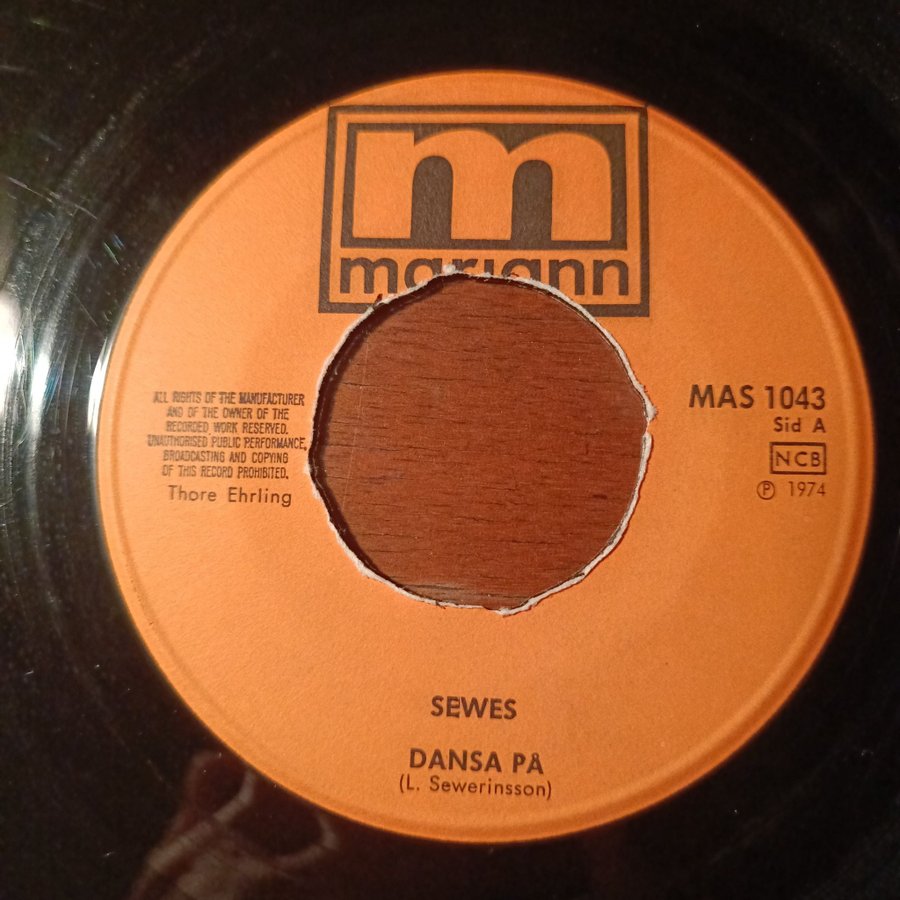 m
mariann
ALL RIGHTS OF THE MANUFACTURER
AND OF THE OWNER OF THE
RECORDED WORK RESERVED.
UNAUTHORISED PUBLIC PERFORMANCE,
BROADCASTING AND COPYING
OF THIS RECORD PROHIBITED.
Thore Ehrling
MAS 1043
Sid A
NCB
Ⓟ 1974
SEWES
DANSA PÅ
(L. Sewerinsson)